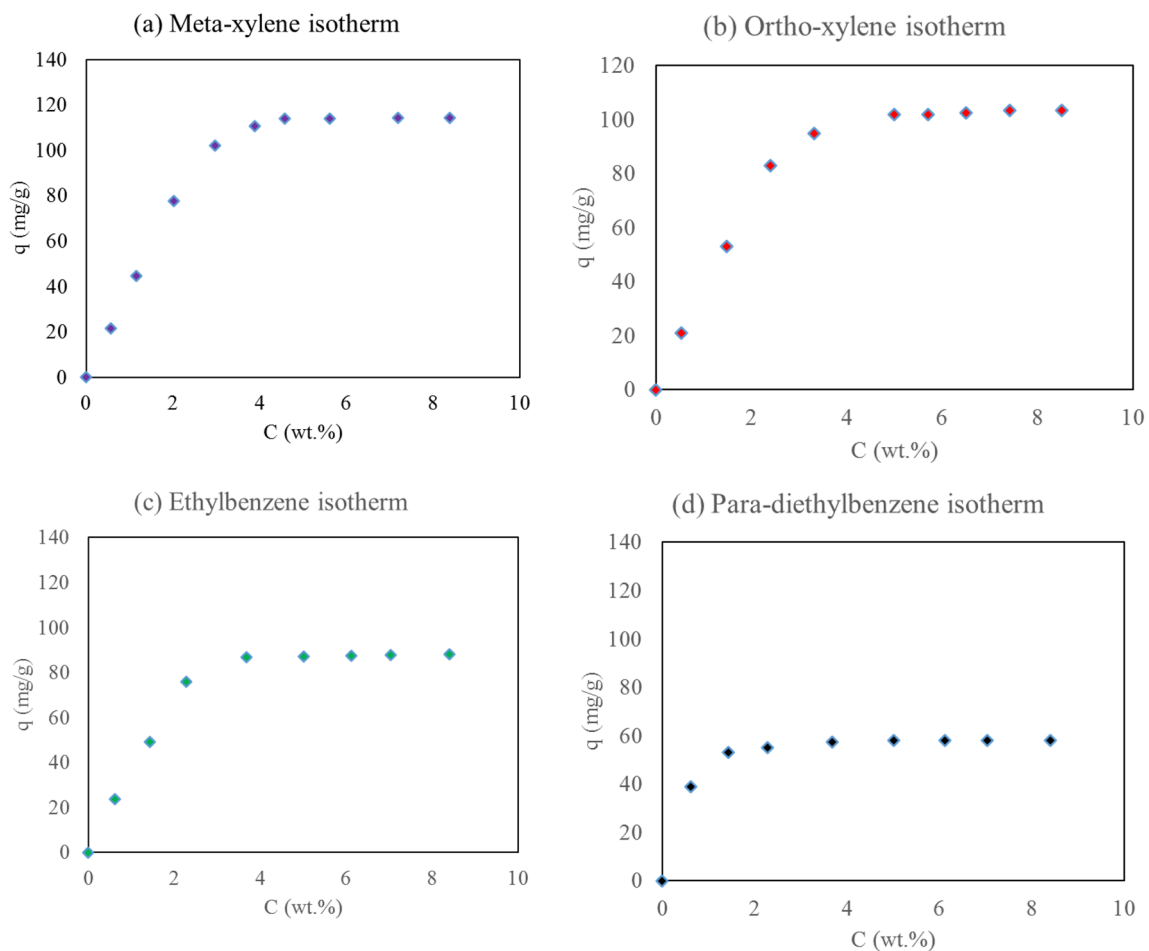 (a) Meta-xylene isotherm
140
120
100
80
60
40
20
0
q (mg/g)
0 2 4 6 8 10
C (wt.%)
(b) Ortho-xylene isotherm
120
100
80
60
40
20
0
q (mg/g)
0 2 4 6 8 10
C (wt.%)
(c) Ethylbenzene isotherm
140
120
100
80
60
40
20
0
q (mg/g)
0 2 4 6 8 10
C (wt.%)
(d) Para-diethylbenzene isotherm
140
120
100
80
60
40
20
0
q (mg/g)
0 2 4 6 8 10
C (wt.%)